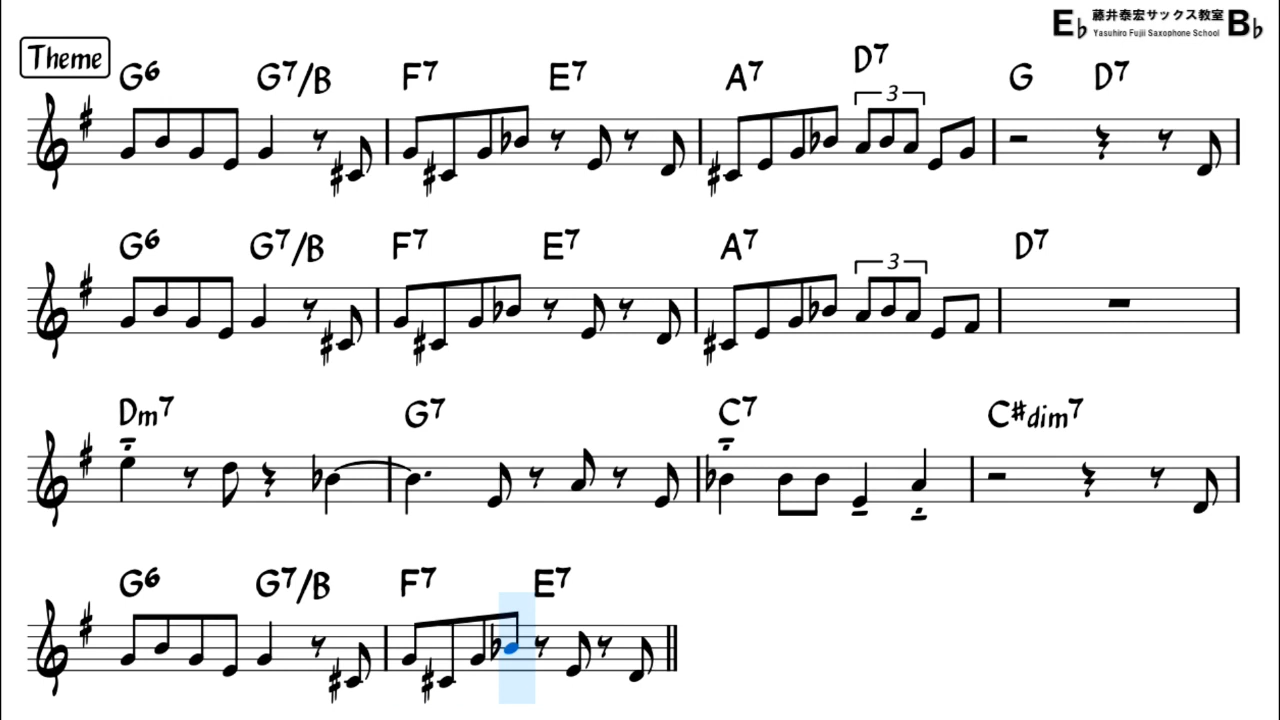 E♭ 藤井泰宏サックス教室 B♭
Yasuhiro Fujii Saxophone School
Theme
G6 G7/B F7 E7 A7 D7 G D7
3
G6 G7/B F7 E7 A7 D7
3
Dm7 G7 C7 C#dim7
G6 G7/B F7 E7